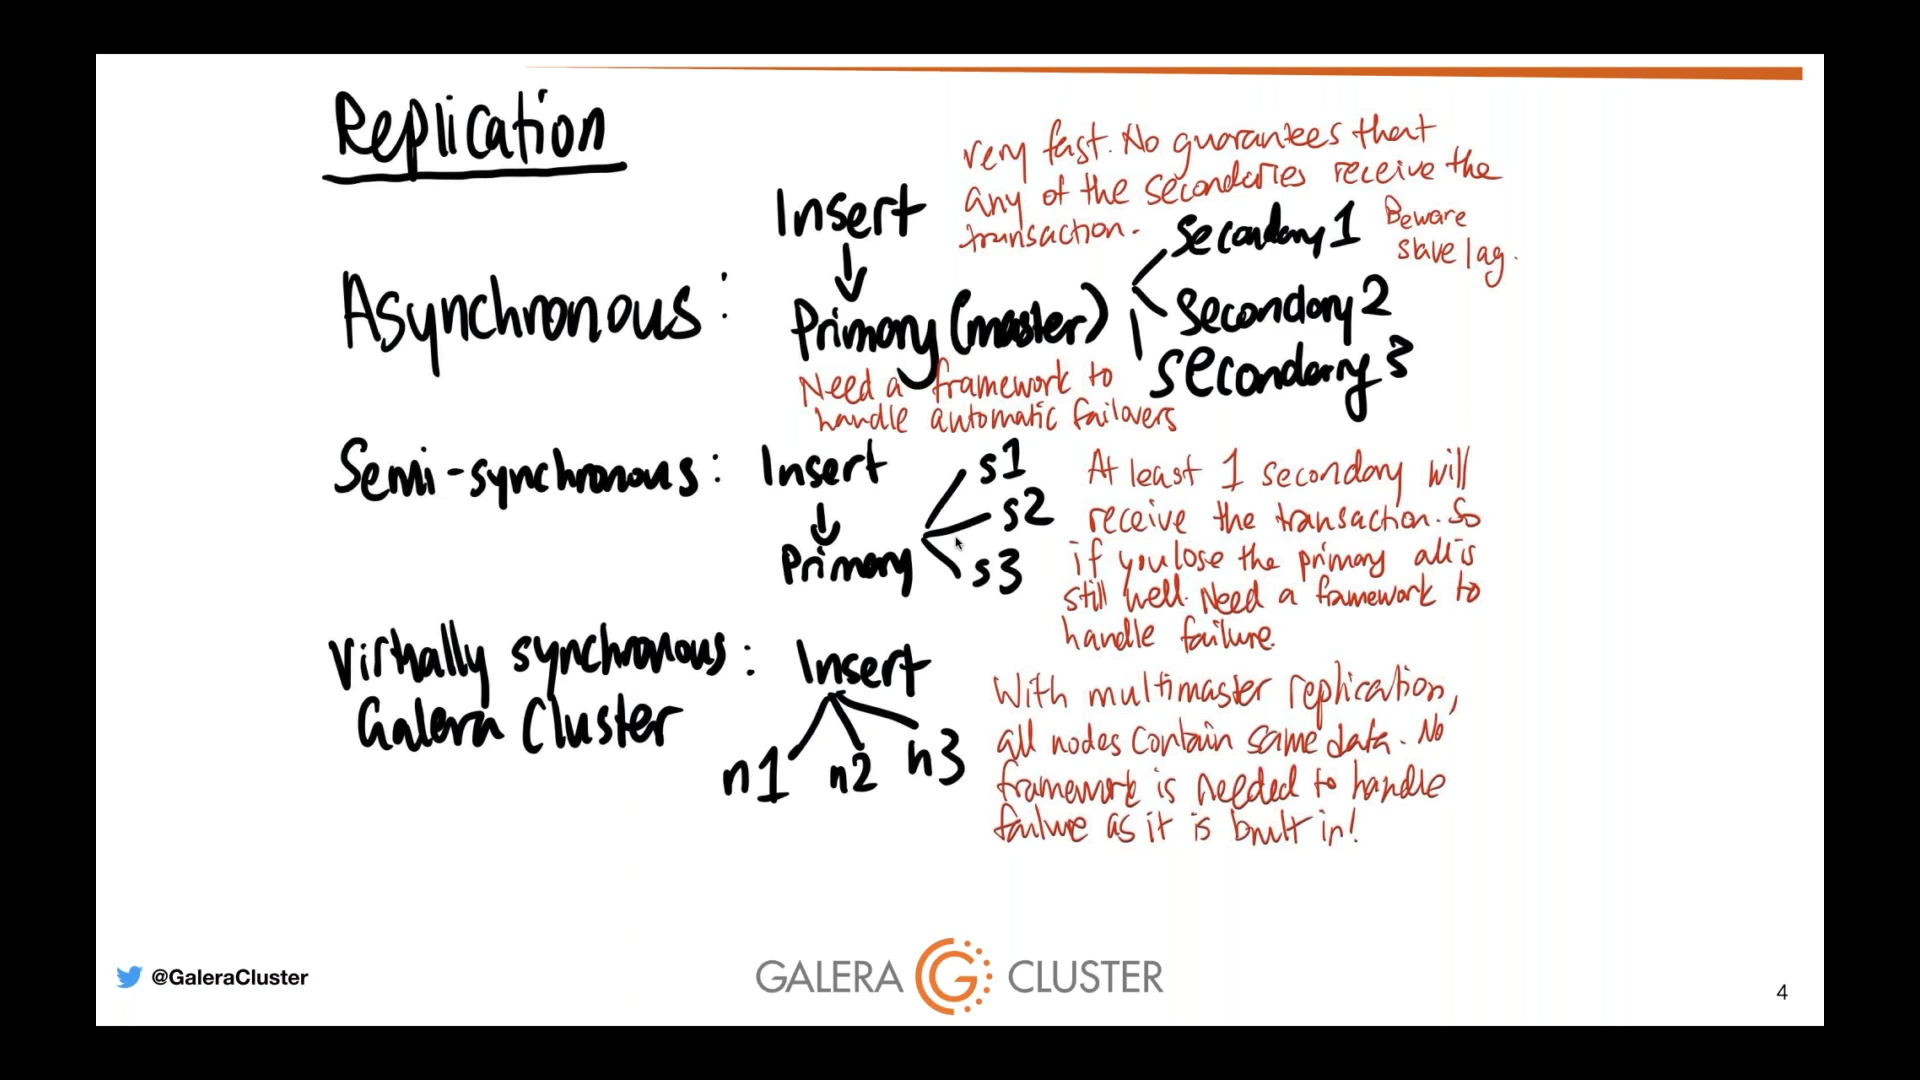 Replication
very fast. No guarantees that
any of the secondaries receive the
transaction.
Beware
slave lag.
Asynchronous:
Insert
Primary (master)
Secondary 1
Secondary 2
Secondary 3
Need a framework to
handle automatic failovers
Semi-synchronous:
Insert
Primary
s1
s2
s3
At least 1 secondary will
receive the transaction. So
if you lose the primary all is
still well. Need a framework to
handle failure.
Virtually synchronous:
Galera Cluster
Insert
n1
n2
n3
With multimaster replication,
all nodes contain same data. No
framework is needed to handle
failure as it is built in!
@GaleraCluster
GALERA CLUSTER
4